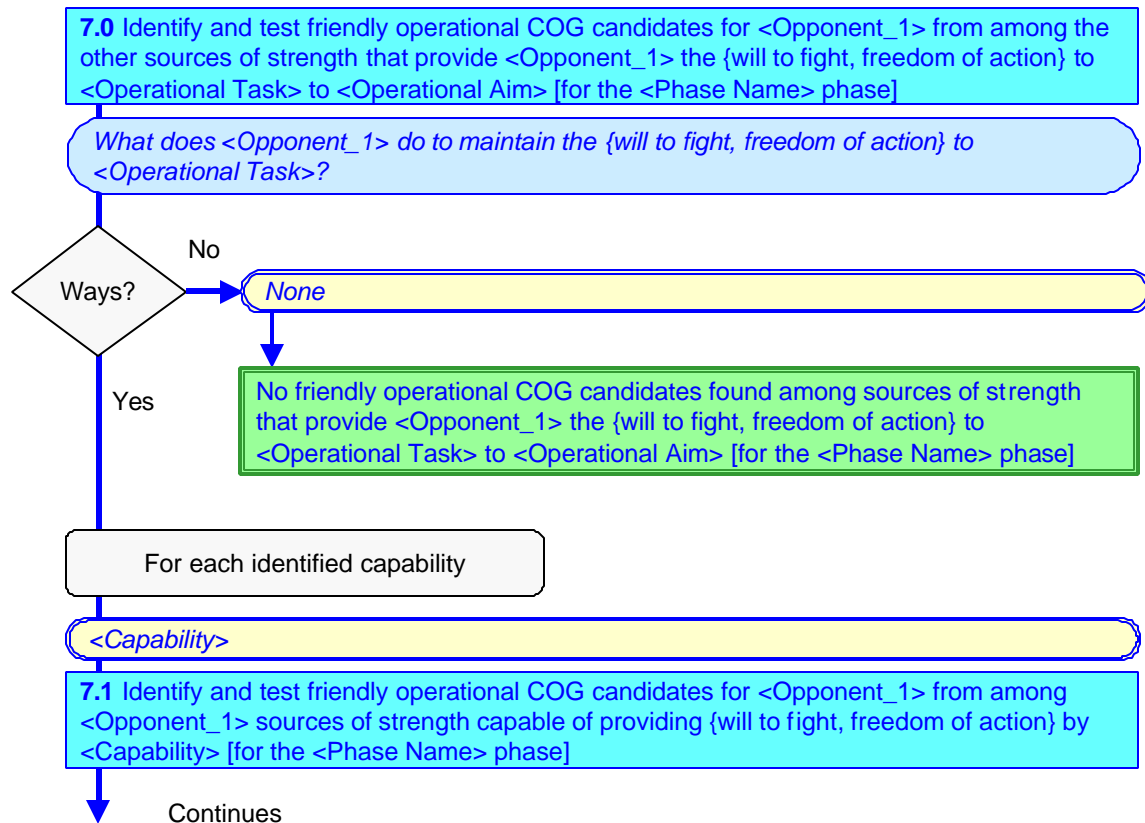 7.0 Identify and test friendly operational COG candidates for <Opponent_1> from among the
other sources of strength that provide <Opponent_1> the {will to fight, freedom of action} to
<Operational Task> to <Operational Aim> [for the <Phase Name> phase]
What does <Opponent_1> do to maintain the {will to fight, freedom of action} to
<Operational Task>?
No
Ways?
None
Yes
No friendly operational COG candidates found among sources of strength
that provide <Opponent_1> the {will to fight, freedom of action} to
<Operational Task> to <Operational Aim> [for the <Phase Name> phase]
For each identified capability
<Capability>
7.1 Identify and test friendly operational COG candidates for <Opponent_1> from among
<Opponent_1> sources of strength capable of providing {will to fight, freedom of action} by
<Capability> [for the <Phase Name> phase]
Continues